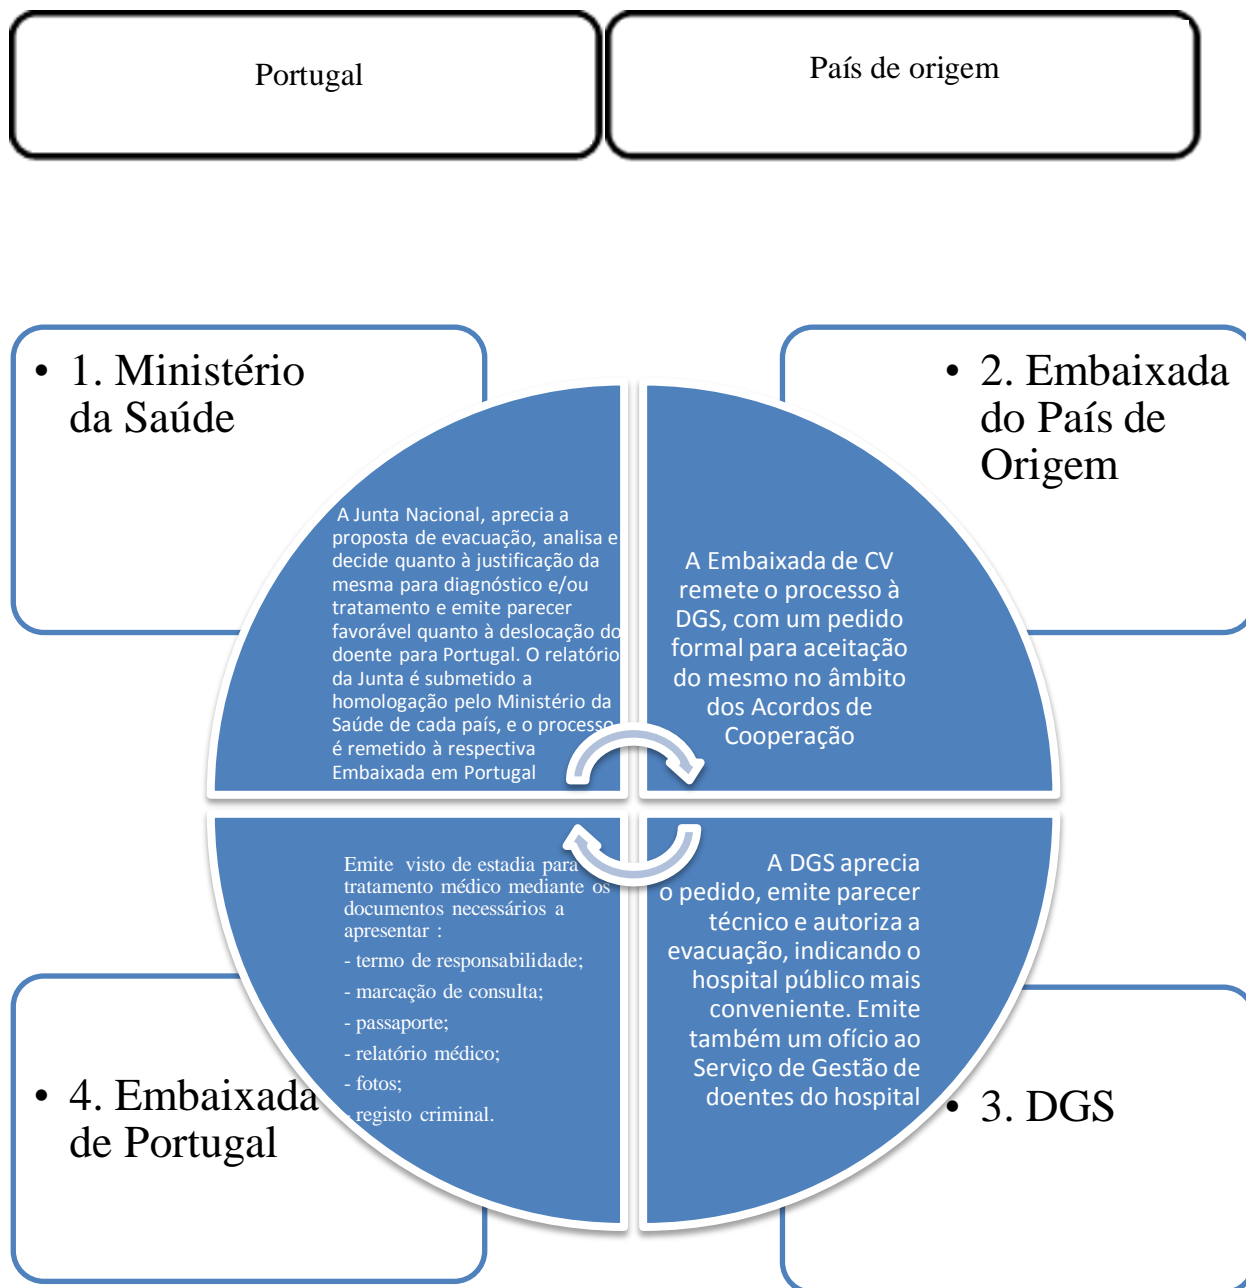 Portugal
País de origem
• 1. Ministério
da Saúde
• 2. Embaixada
do País de
Origem
A Junta Nacional, aprecia a
proposta de evacuação, analisa e
decide quanto à justificação da
mesma para diagnóstico e/ou
tratamento e emite parecer
favorável quanto à deslocação do
doente para Portugal. O relatório
da Junta é submetido a
homologação pelo Ministério da
Saúde de cada país, e o processo
é remetido à respectiva
Embaixada em Portugal
A Embaixada de CV
remete o processo à
DGS, com um pedido
formal para aceitação
do mesmo no âmbito
dos Acordos de
Cooperação
Emite visto de estadia para
tratamento médico mediante os
documentos necessários a
apresentar :
- termo de responsabilidade;
- marcação de consulta;
- passaporte;
- relatório médico;
- fotos;
- registo criminal.
A DGS aprecia
o pedido, emite parecer
técnico e autoriza a
evacuação, indicando o
hospital público mais
conveniente. Emite
também um ofício ao
Serviço de Gestão de
doentes do hospital
• 4. Embaixada
de Portugal
• 3. DGS